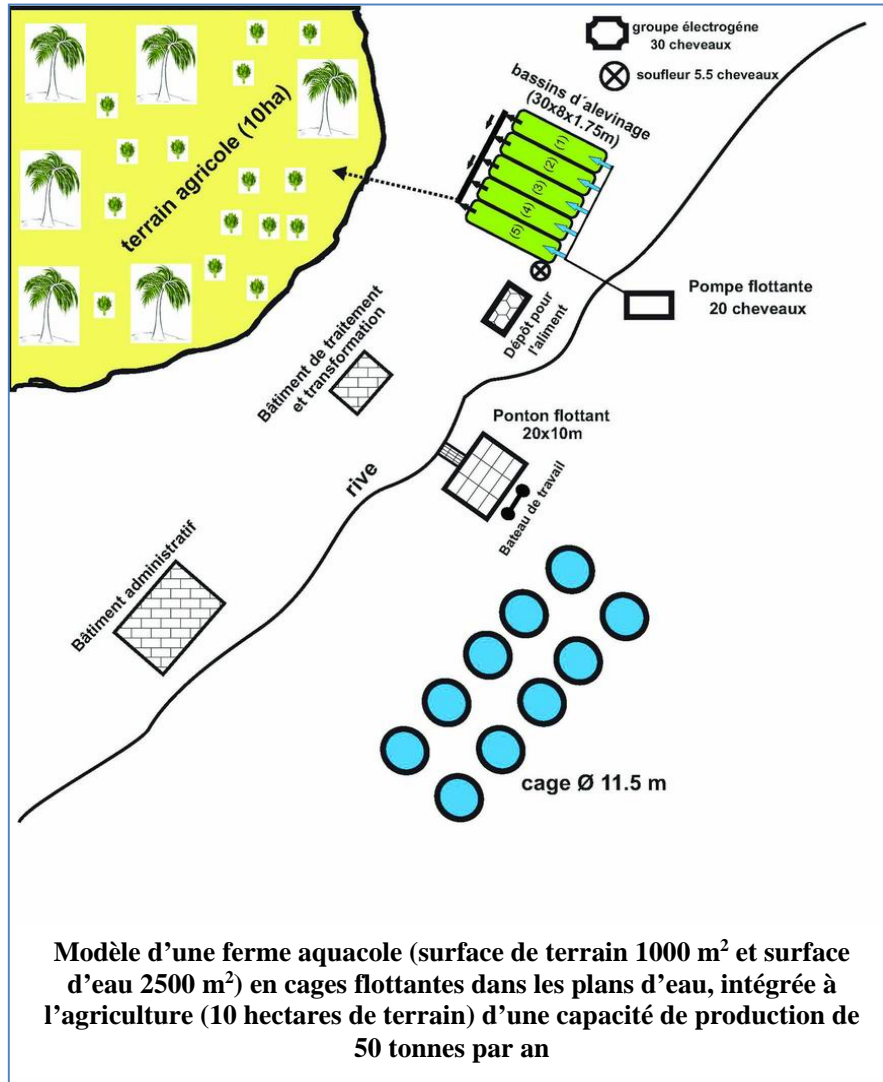 groupe électrogéne
30 cheveaux
soufleur 5.5 cheveaux
bassins d´alevinage
(30x8x1.75m)
(1)
(2)
(3)
(4)
(5)
terrain agricole (10ha)
Pompe flottante
20 cheveaux
Dépôt pour
l'aliment
Bâtiment de traitement
et transformation
Ponton flottant
20x10m
rive
Bateau de travail
Bâtiment administratif
cage Ø 11.5 m
Modèle d’une ferme aquacole (surface de terrain 1000 m² et surface
d’eau 2500 m²) en cages flottantes dans les plans d’eau, intégrée à
l’agriculture (10 hectares de terrain) d’une capacité de production de
50 tonnes par an